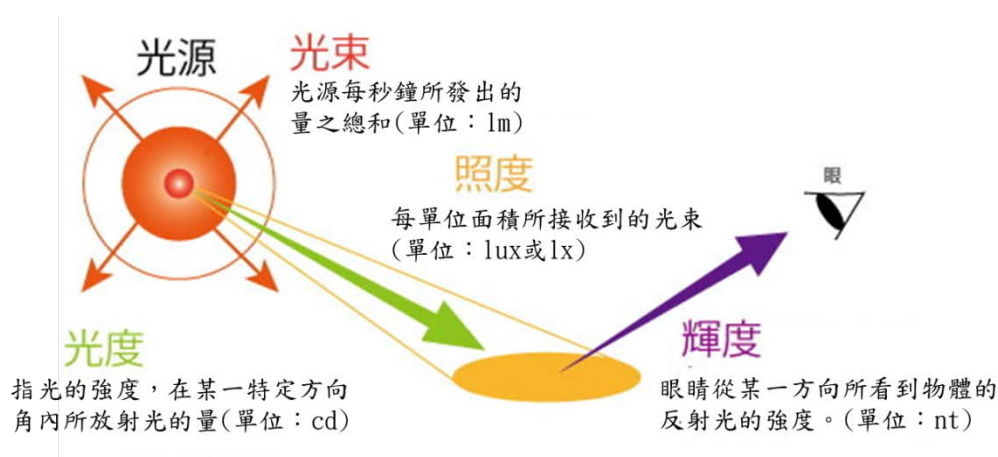 光源
光束
光源每秒鐘所發出的
量之總和(單位：lm)
照度
每單位面積所接收到的光束
(單位：lux或lx)
眼
光度
指光的強度，在某一特定方向
角內所放射光的量(單位：cd)
輝度
眼睛從某一方向所看到物體的
反射光的強度。(單位：nt)